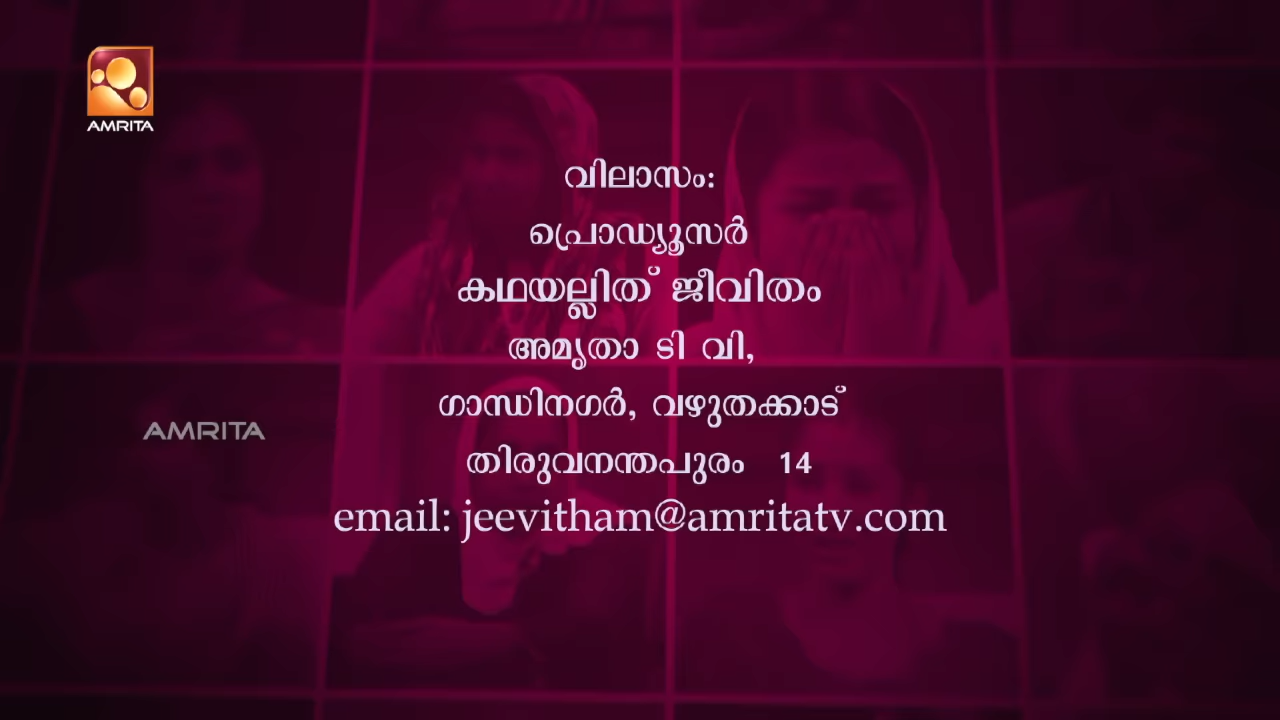 AMRITA
വിലാസം:
പ്രൊഡ്യൂസർ
കഥയല്ലിത് ജീവിതം
അമൃതാ ടി വി,
ഗാന്ധിനഗർ, വഴുതക്കാട്
AMRITA
തിരുവനന്തപുരം 14
email: jeevitham@amritatv.com